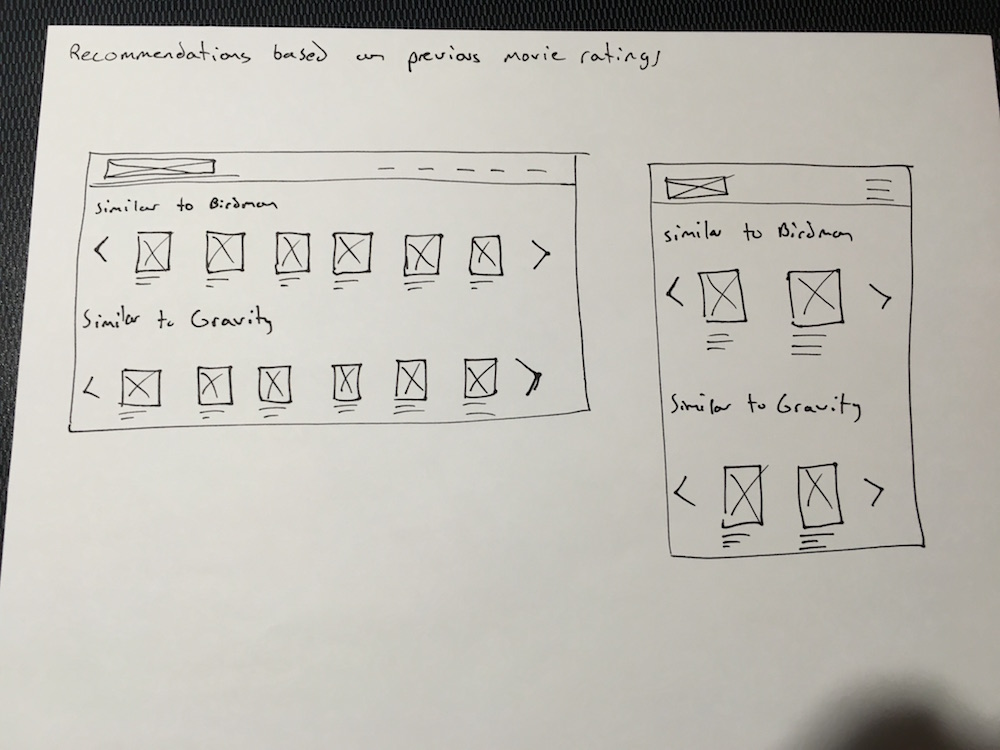 Recommendations based on previous movie ratings
Similar to Birdman
Similar to Gravity
similar to Birdman
Similar to Gravity